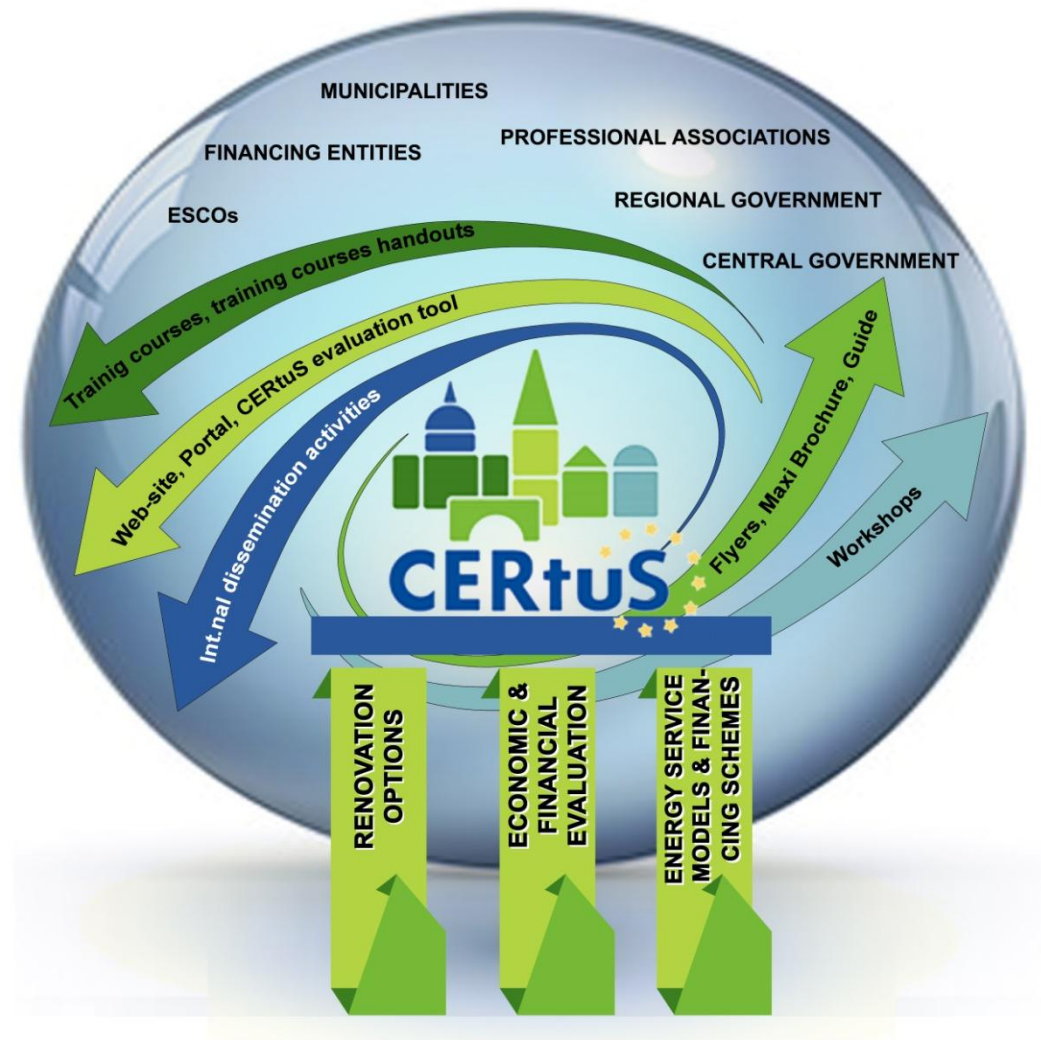 MUNICIPALITIES
PROFESSIONAL ASSOCIATIONS
FINANCING ENTITIES
REGIONAL GOVERNMENT
ESCOs
CENTRAL GOVERNMENT
Trainig courses, training courses handouts
Web-site, Portal, CERtuS evaluation tool
Int.nal dissemination activities
Flyers, Maxi Brochure, Guide
Workshops
CERtuS
RENOVATION
OPTIONS
ECONOMIC &
FINANCIAL
EVALUATION
ENERGY SERVICE
MODELS & FINAN-
CING SCHEMES